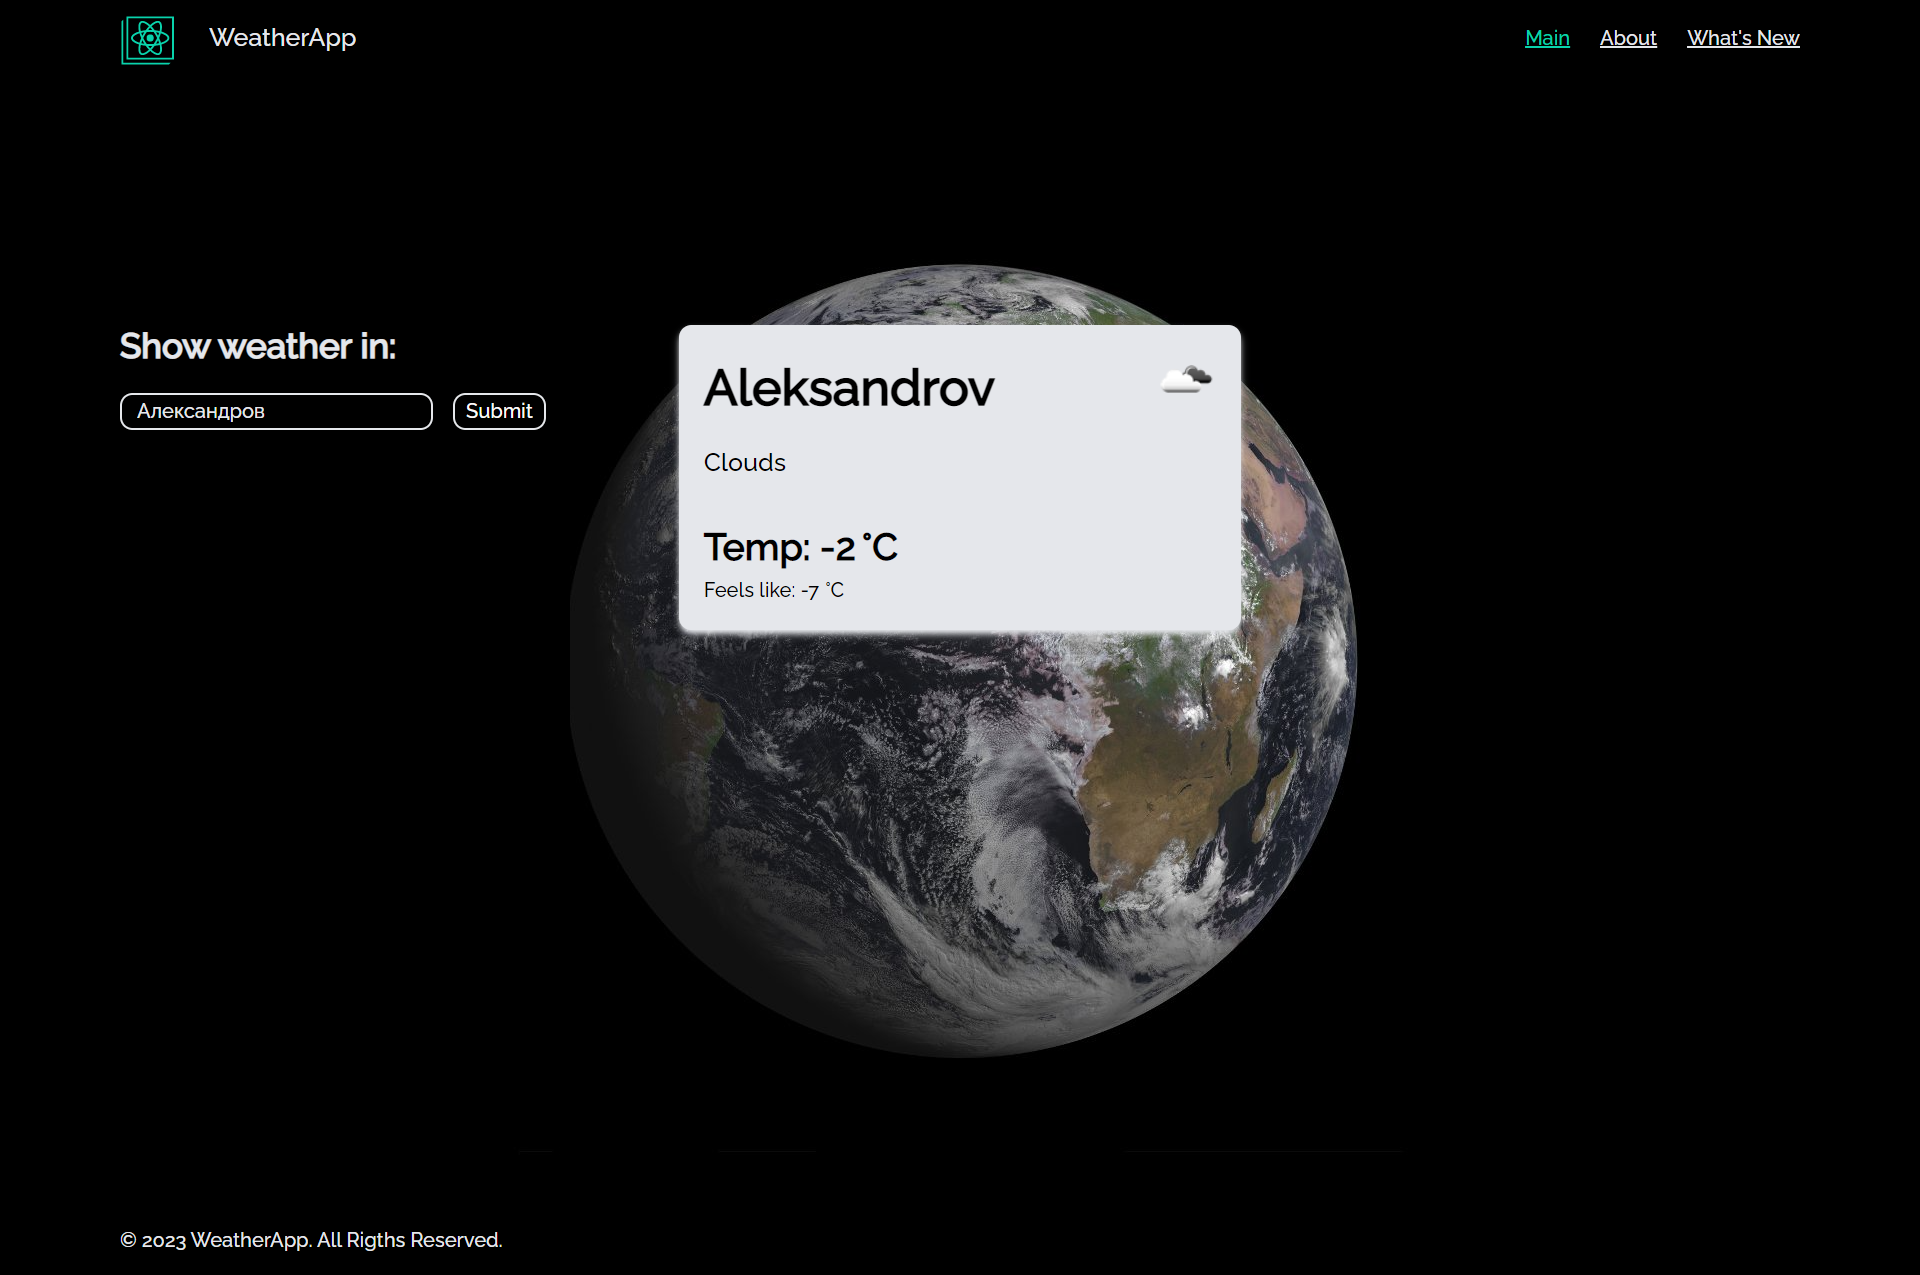 WeatherApp
Main About What's New
Show weather in:
Александров Submit
Aleksandrov
Clouds
Temp: -2 °C
Feels like: -7 °C
© 2023 WeatherApp. All Rigths Reserved.